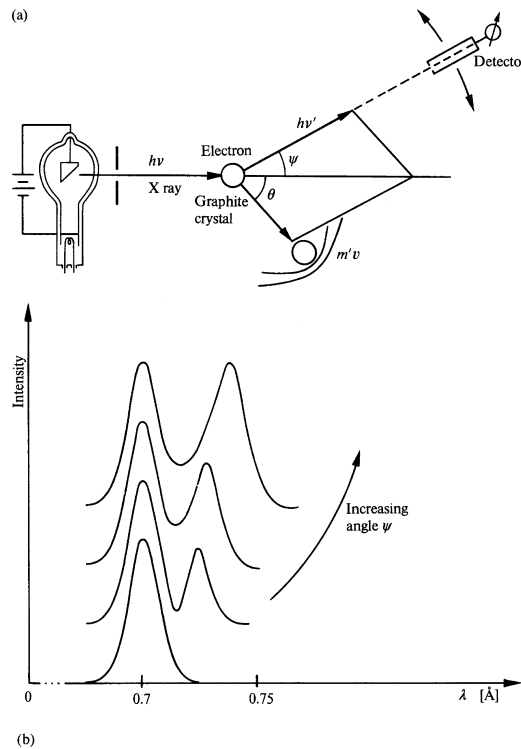 (a)
Detecto
hν'
Electron
hν
ψ
X ray
θ
Graphite
crystal
m'v
Intensity
Increasing
angle ψ
0
0.7
0.75
λ [Å]
(b)